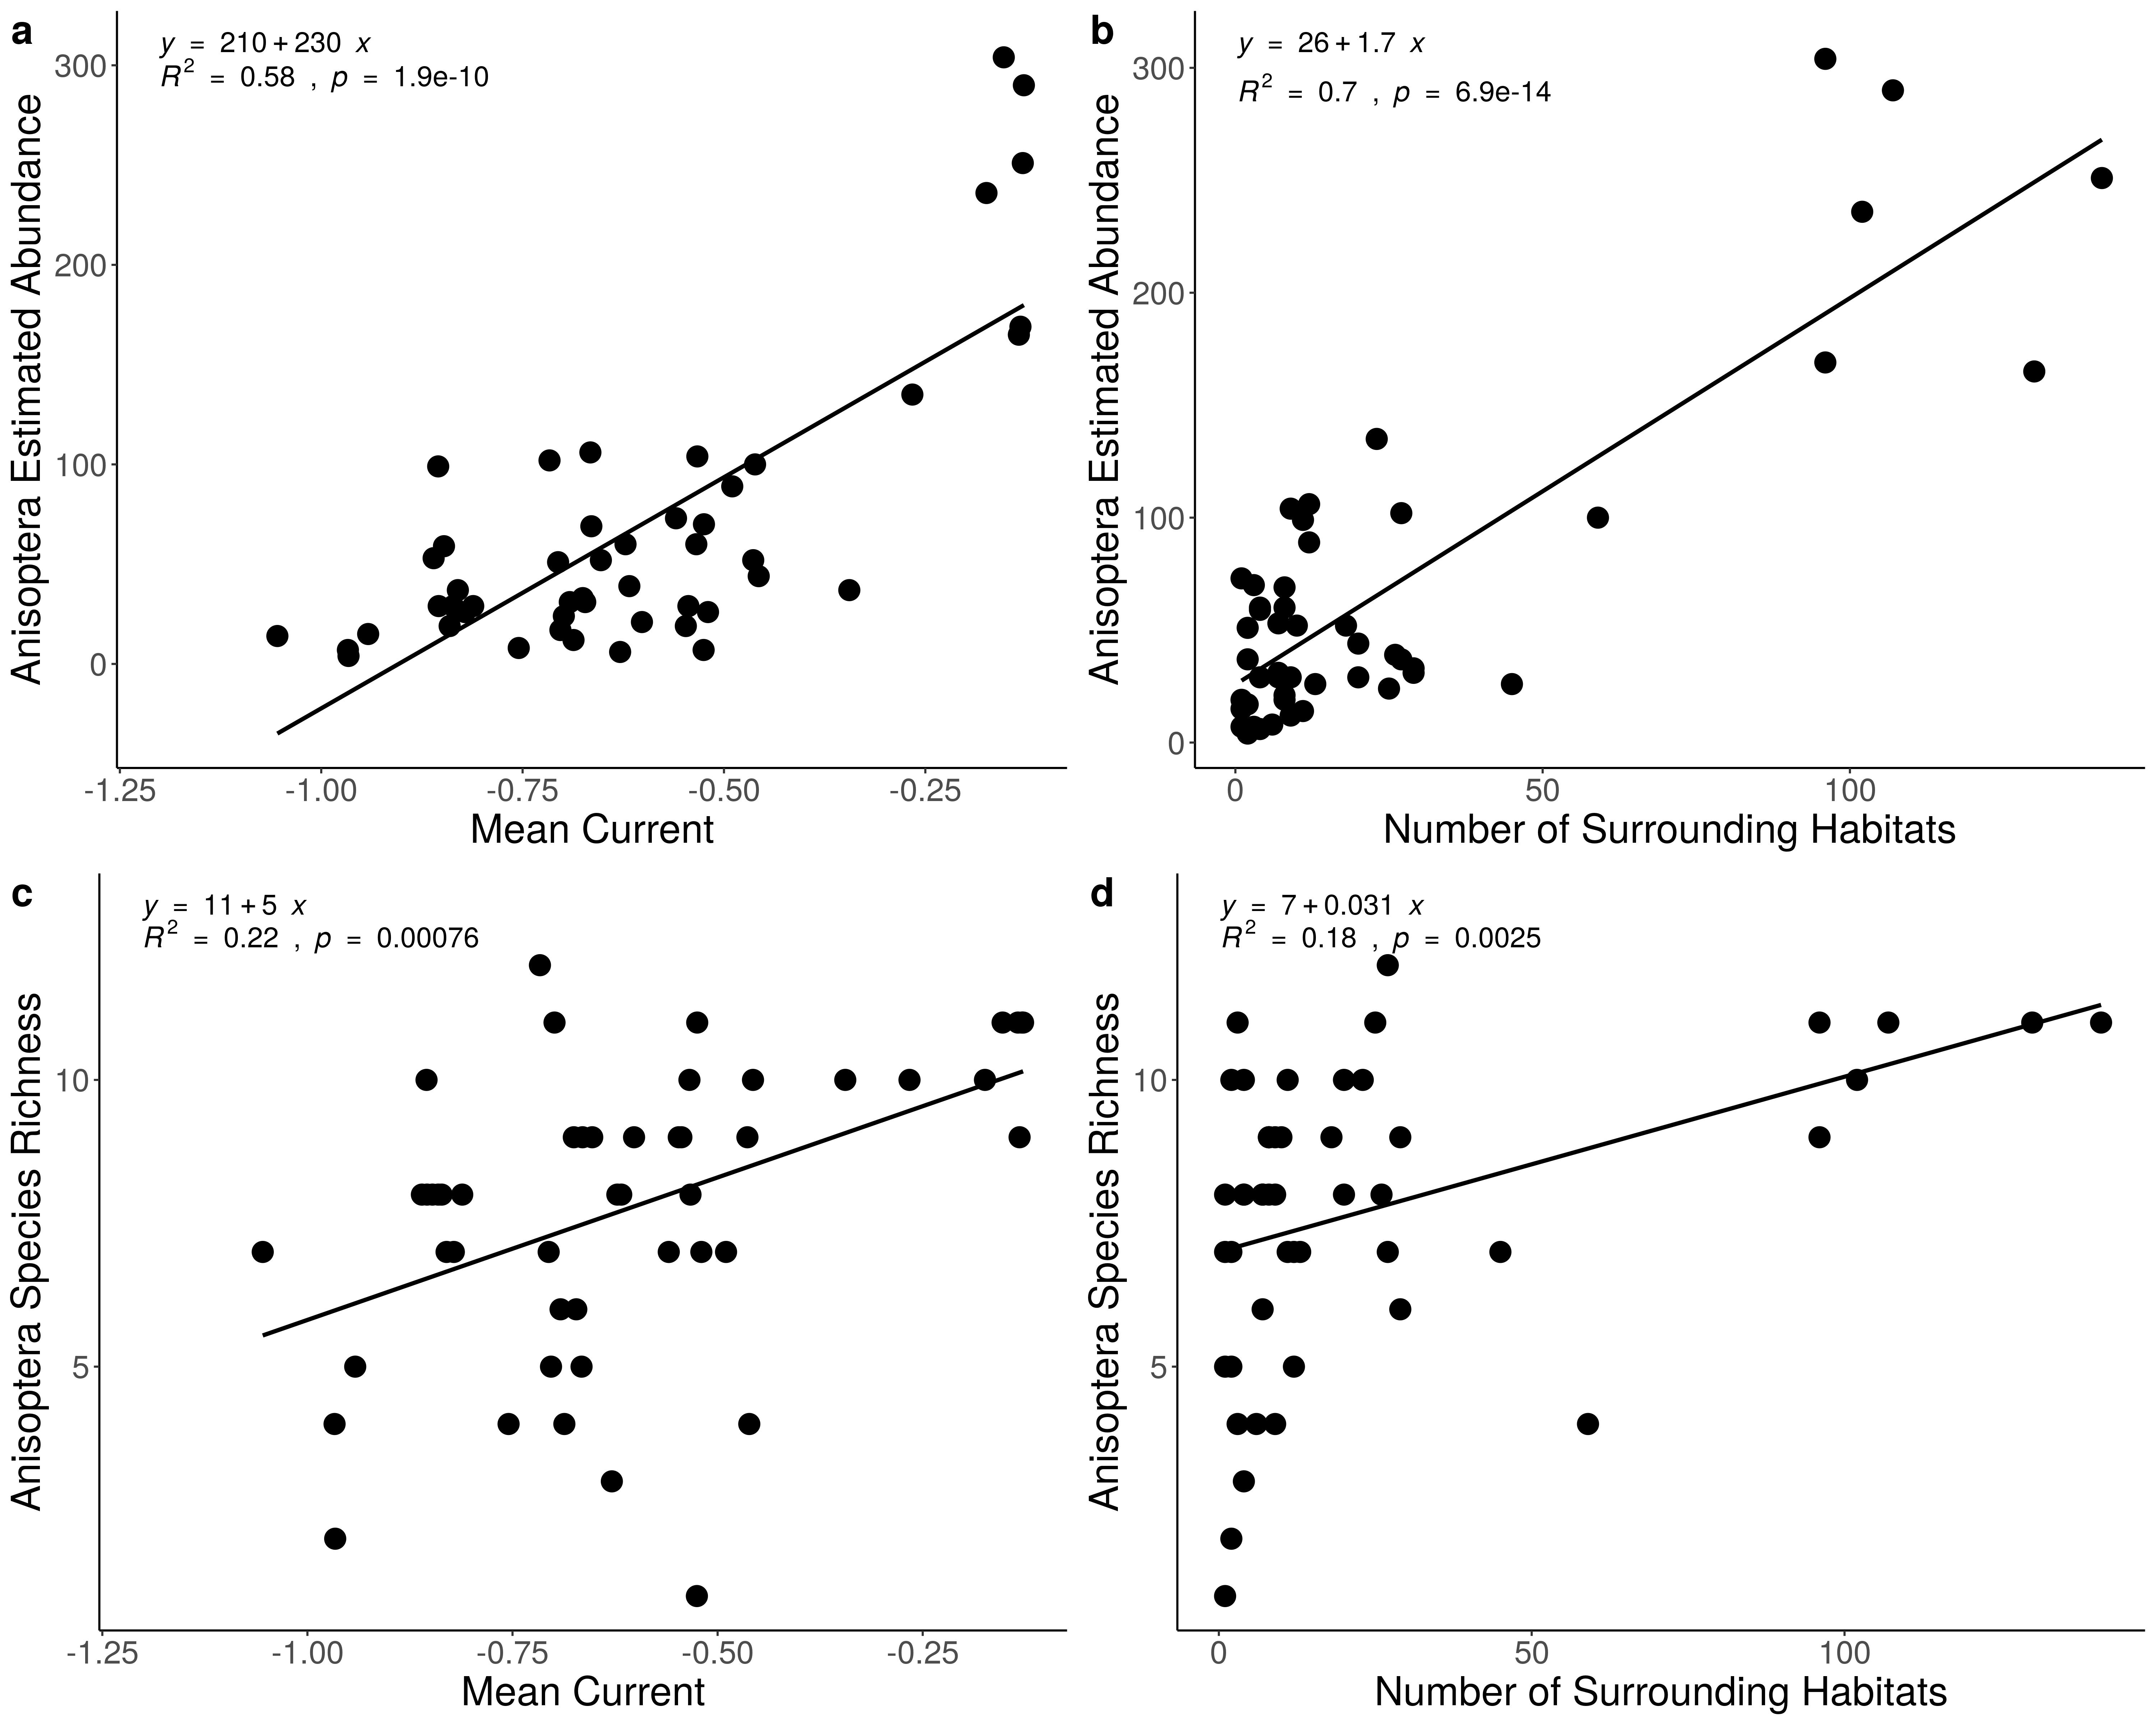 a
y = 210+230 x
R² = 0.58 , p = 1.9e-10
300
200
100
0
Anisoptera Estimated Abundance
-1.25 -1.00 -0.75 -0.50 -0.25
Mean Current
b
y = 26+1.7 x
R² = 0.7 , p = 6.9e-14
300
200
100
0
Anisoptera Estimated Abundance
0 50 100
Number of Surrounding Habitats
c
y = 11+5 x
R² = 0.22 , p = 0.00076
10
5
Anisoptera Species Richness
-1.25 -1.00 -0.75 -0.50 -0.25
Mean Current
d
y = 7+0.031 x
R² = 0.18 , p = 0.0025
10
5
Anisoptera Species Richness
0 50 100
Number of Surrounding Habitats